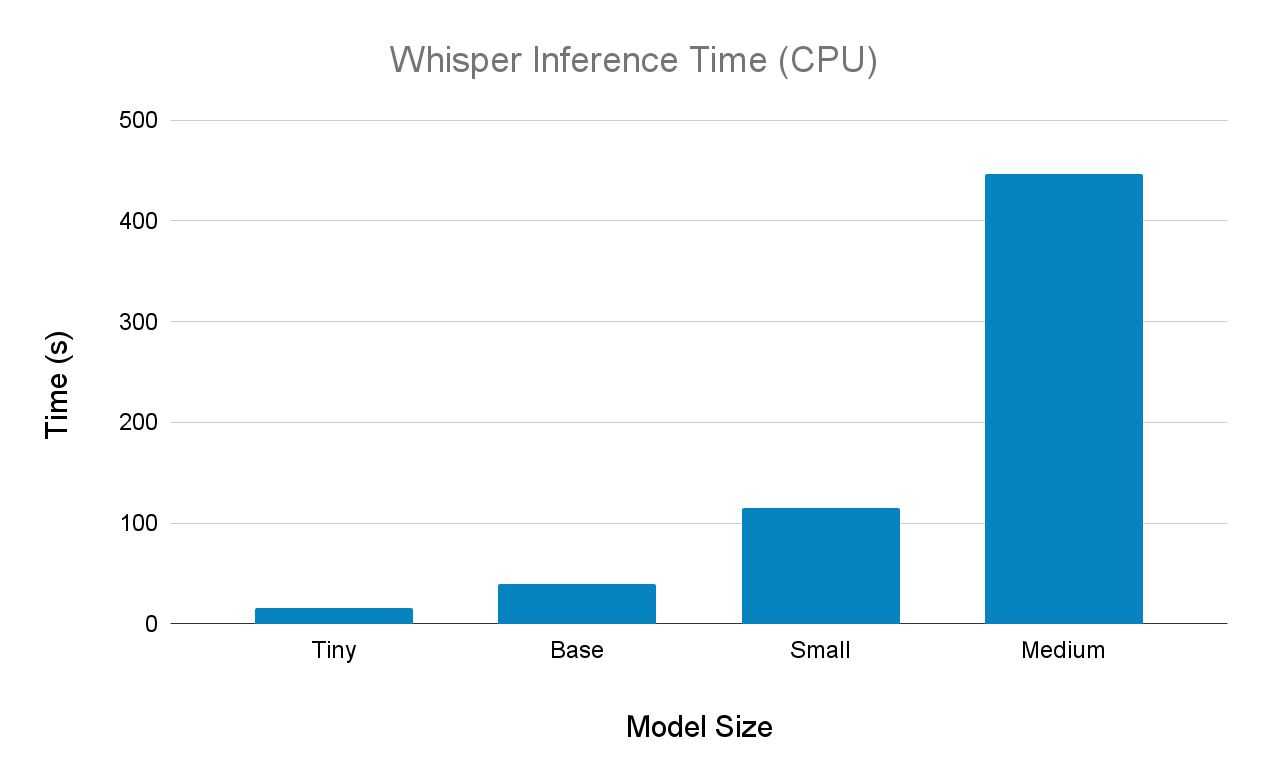 Whisper Inference Time (CPU)
500
400
300
200
100
0
Time (s)
Tiny
Base
Small
Medium
Model Size